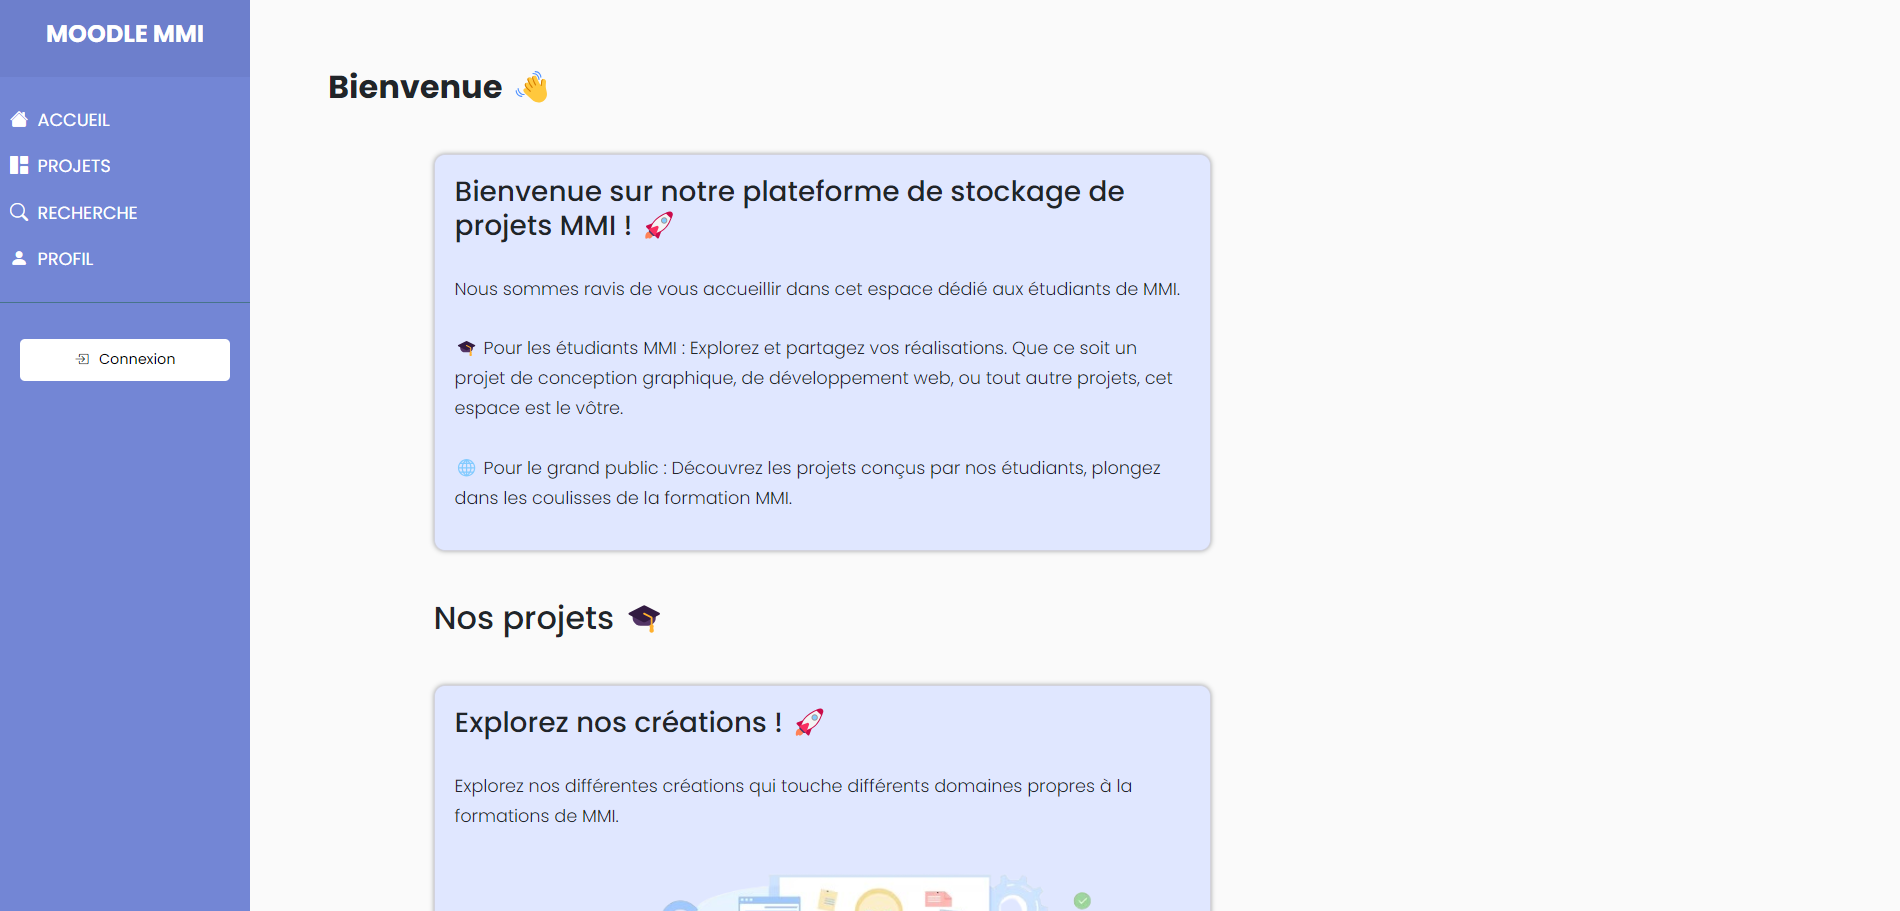 MOODLE MMI
ACCUEIL
PROJETS
RECHERCHE
PROFIL
Connexion
Bienvenue 👋
Bienvenue sur notre plateforme de stockage de
projets MMI ! 🚀
Nous sommes ravis de vous accueillir dans cet espace dédié aux étudiants de MMI.
🎓 Pour les étudiants MMI : Explorez et partagez vos réalisations. Que ce soit un
projet de conception graphique, de développement web, ou tout autre projets, cet
espace est le vôtre.
🌐 Pour le grand public : Découvrez les projets conçus par nos étudiants, plongez
dans les coulisses de la formation MMI.
Nos projets 🎓
Explorez nos créations ! 🚀
Explorez nos différentes créations qui touche différents domaines propres à la
formations de MMI.